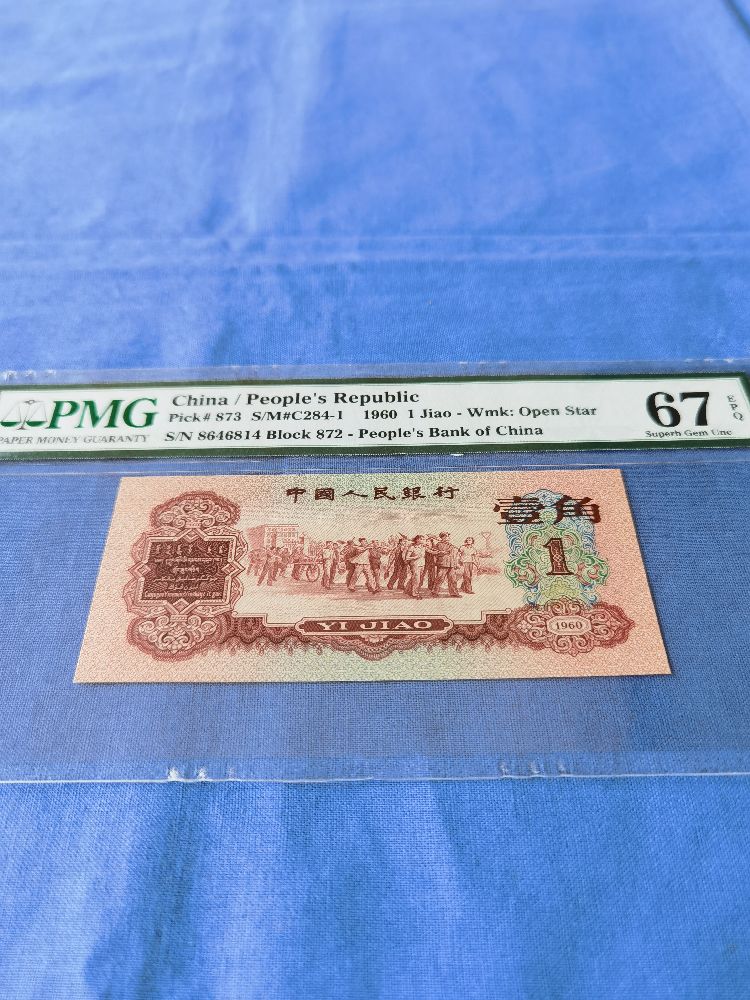 PMG
PAPER MONEY GUARANTY
China / People's Republic
Pick# 873 S/M#C284-1 1960 1 Jiao - Wmk: Open Star
S/N 8646814 Block 872 - People's Bank of China
67 EPQ
Superb Gem Unc
中國人民銀行
壹角
1
YI JIAO
1960